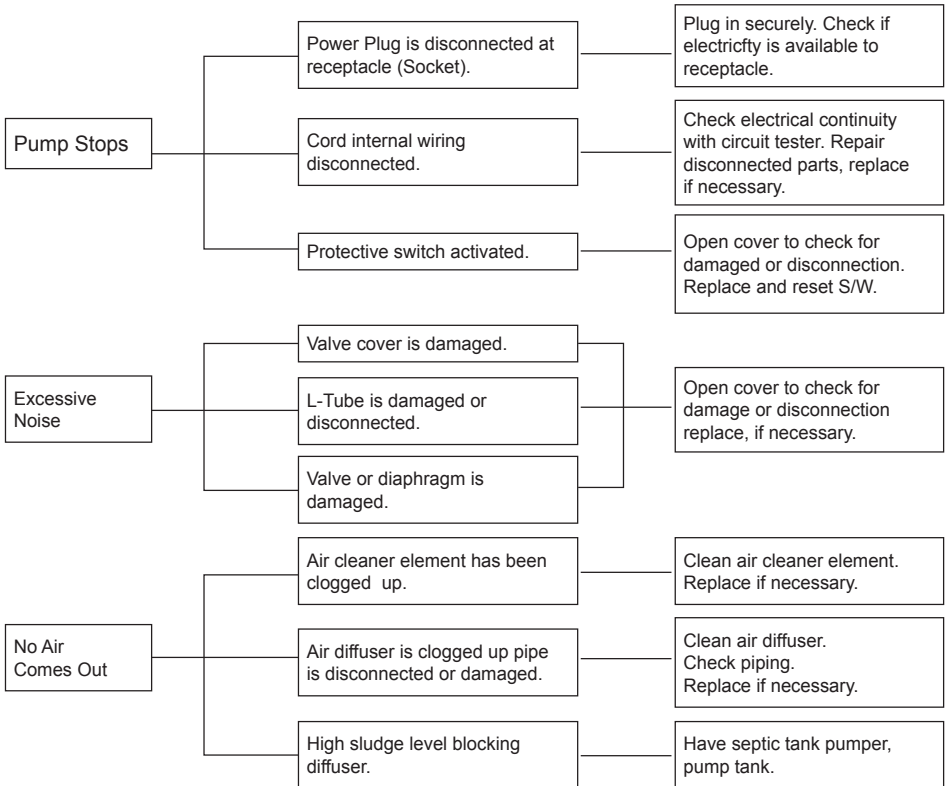 Pump Stops
Power Plug is disconnected at
receptacle (Socket).
Plug in securely. Check if
electricfty is available to
receptacle.
Cord internal wiring
disconnected.
Check electrical continuity
with circuit tester. Repair
disconnected parts, replace
if necessary.
Protective switch activated.
Open cover to check for
damaged or disconnection.
Replace and reset S/W.
Excessive
Noise
Valve cover is damaged.
L-Tube is damaged or
disconnected.
Valve or diaphragm is
damaged.
Open cover to check for
damage or disconnection
replace, if necessary.
No Air
Comes Out
Air cleaner element has been
clogged  up.
Clean air cleaner element.
Replace if necessary.
Air diffuser is clogged up pipe
is disconnected or damaged.
Clean air diffuser.
Check piping.
Replace if necessary.
High sludge level blocking
diffuser.
Have septic tank pumper,
pump tank.